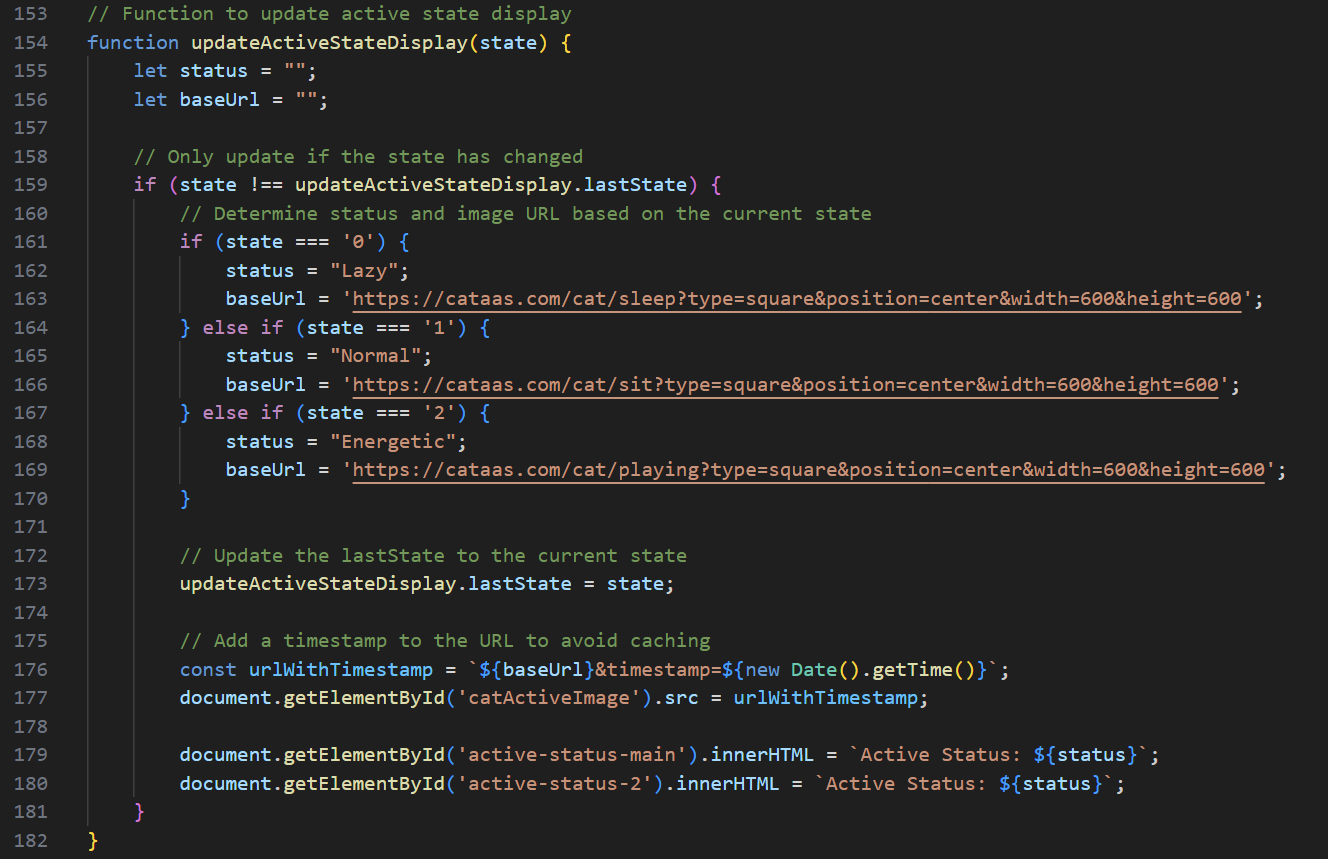 153 // Function to update active state display
154 function updateActiveStateDisplay(state) {
155     let status = "";
156     let baseUrl = "";
157
158     // Only update if the state has changed
159     if (state !== updateActiveStateDisplay.lastState) {
160         // Determine status and image URL based on the current state
161         if (state === '0') {
162             status = "Lazy";
163             baseUrl = 'https://cataas.com/cat/sleep?type=square&position=center&width=600&height=600';
164         } else if (state === '1') {
165             status = "Normal";
166             baseUrl = 'https://cataas.com/cat/sit?type=square&position=center&width=600&height=600';
167         } else if (state === '2') {
168             status = "Energetic";
169             baseUrl = 'https://cataas.com/cat/playing?type=square&position=center&width=600&height=600';
170         }
171
172         // Update the lastState to the current state
173         updateActiveStateDisplay.lastState = state;
174
175         // Add a timestamp to the URL to avoid caching
176         const urlWithTimestamp = `${baseUrl}&timestamp=${new Date().getTime()}`;
177         document.getElementById('catActiveImage').src = urlWithTimestamp;
178
179         document.getElementById('active-status-main').innerHTML = `Active Status: ${status}`;
180         document.getElementById('active-status-2').innerHTML = `Active Status: ${status}`;
181     }
182 }